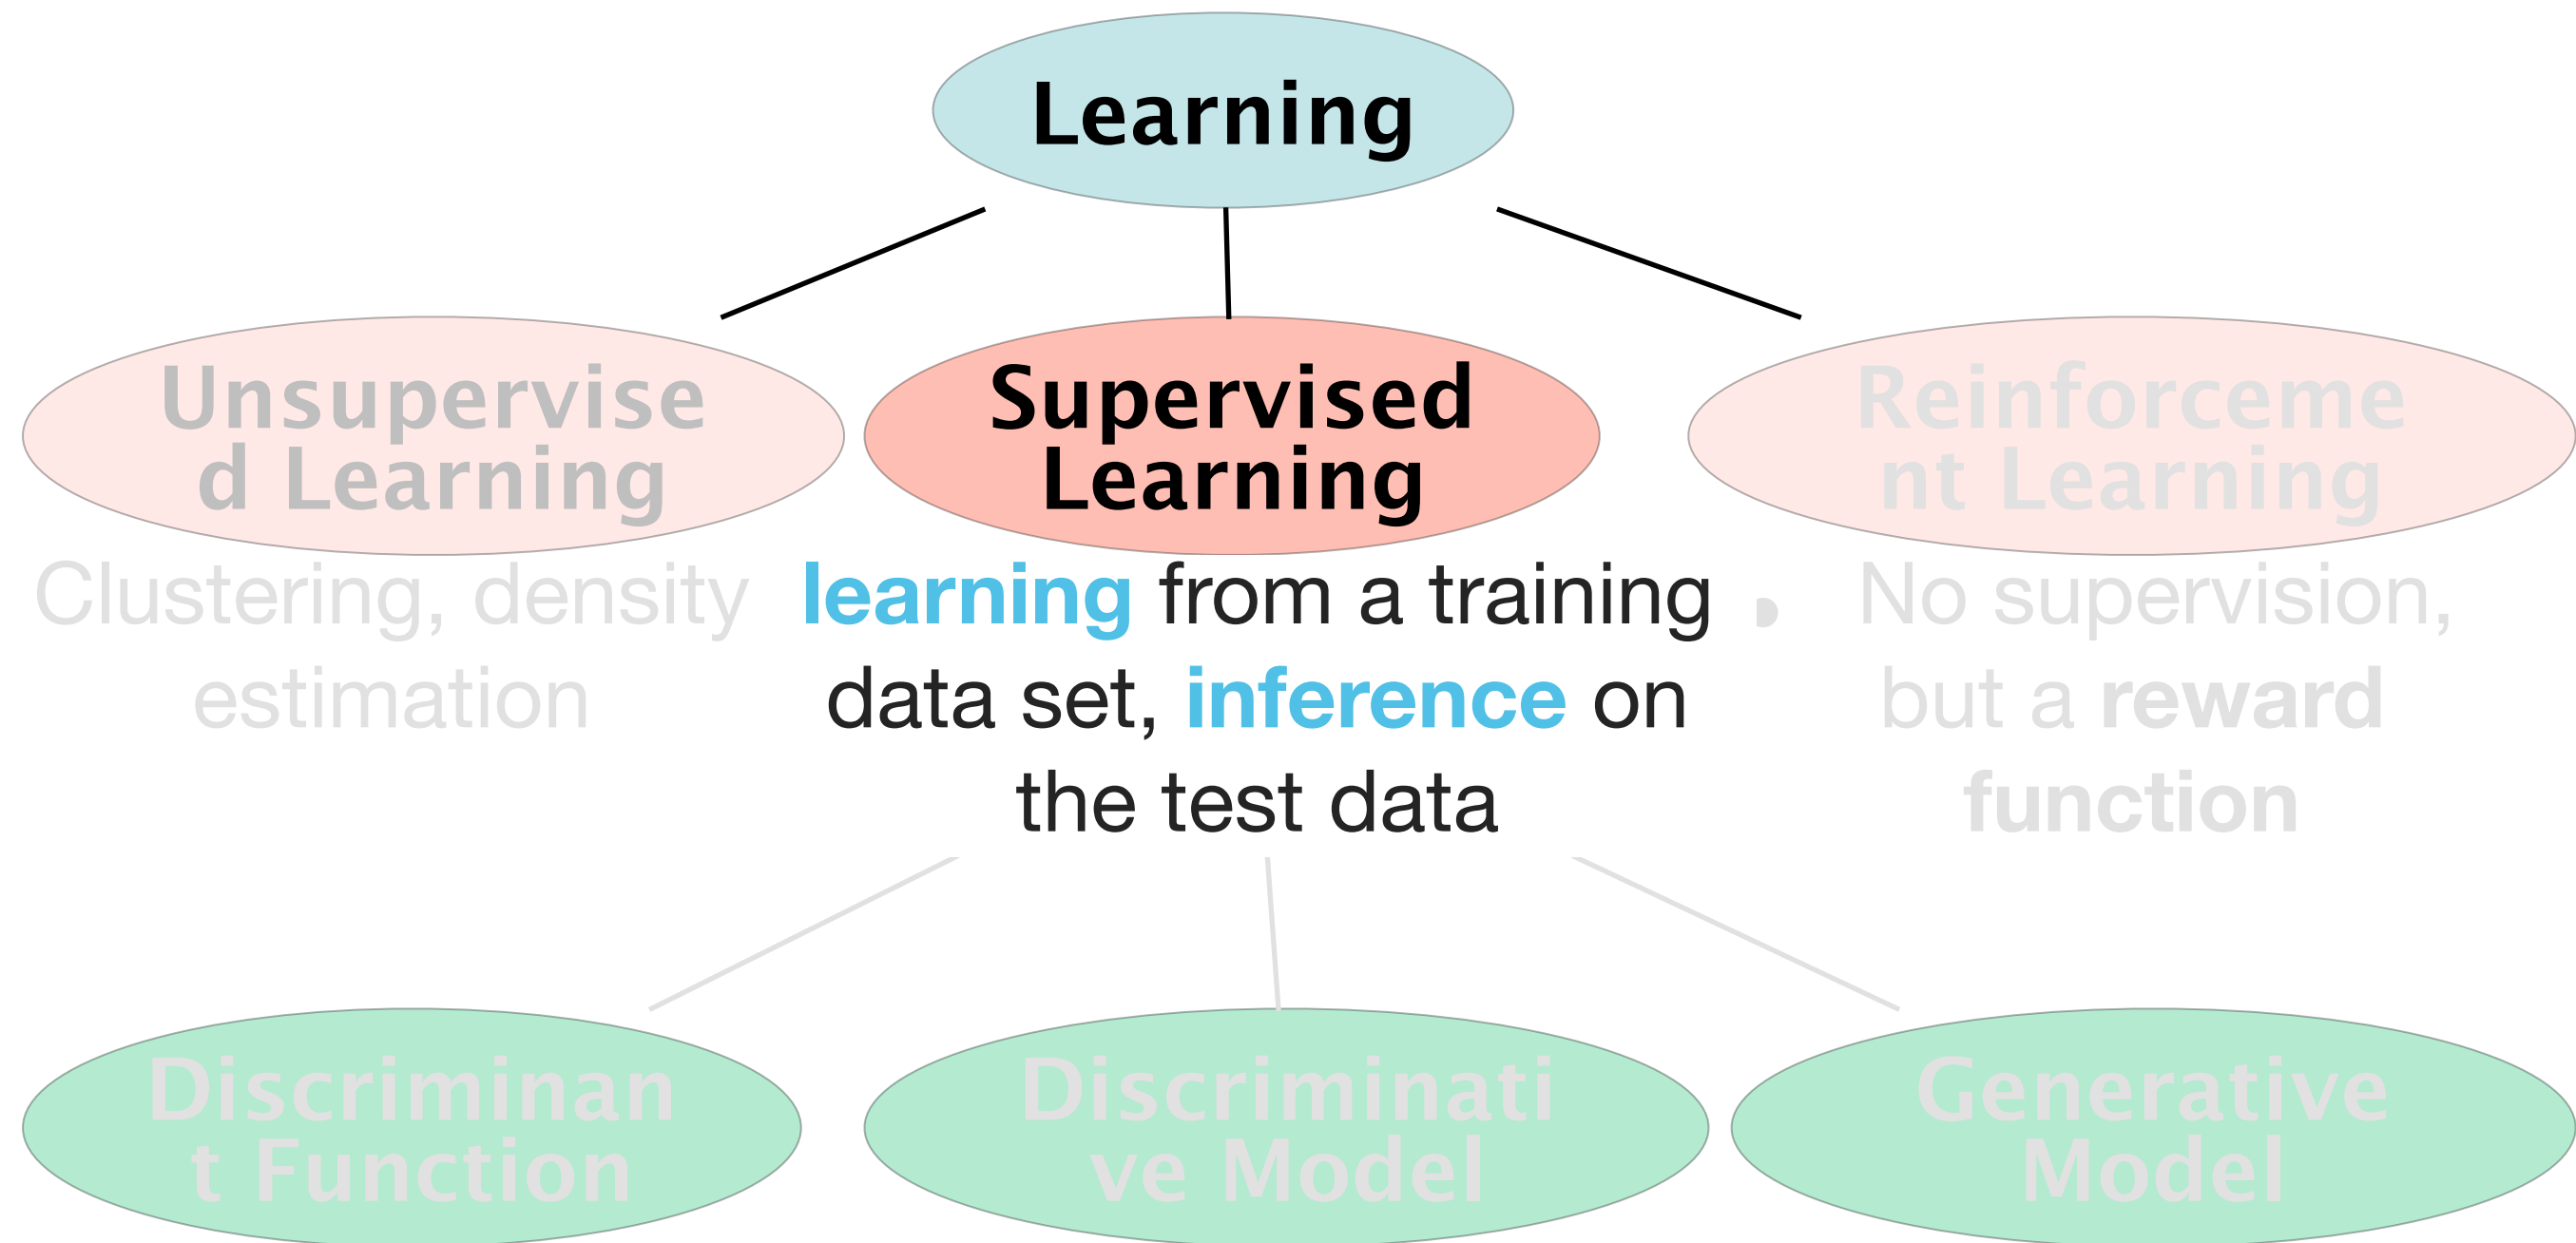 Learning
Unsupervise
d Learning
Supervised
Learning
Reinforceme
nt Learning
Clustering, density
estimation
learning from a training
data set, inference on
the test data
• No supervision,
but a reward
function
Discriminan
t Function
Discriminati
ve Model
Generative
Model